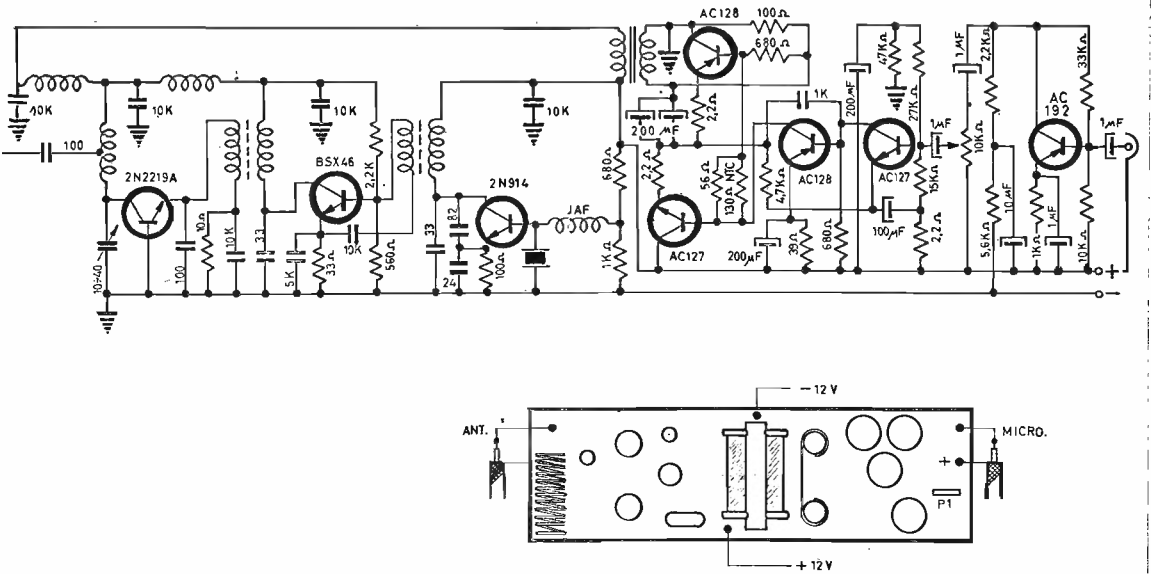 AC128
100Ω
680Ω
10K
10K
100
2N2219A
10÷40
100
10Ω
10K
33
BSX46
10K
2,2K
5K
33Ω
10K
560Ω
33
82
24
2N914
100Ω
10K
JAF
680Ω
1K Ω
200 μF
2,2Ω
2,2Ω
AC127
56Ω
130Ω NTC
4,7KΩ
1K
AC128
200μF
39Ω
680Ω
200μF
47KΩ
27KΩ
AC127
100μF
15KΩ
2,2Ω
1μF
1μF
10KΩ
2,2KΩ
5,6KΩ
10μF
1KΩ
1μF
AC
192
33KΩ
10KΩ
1μF
+
−
− 12 V
ANT.
MICRO.
+
P1
+ 12V